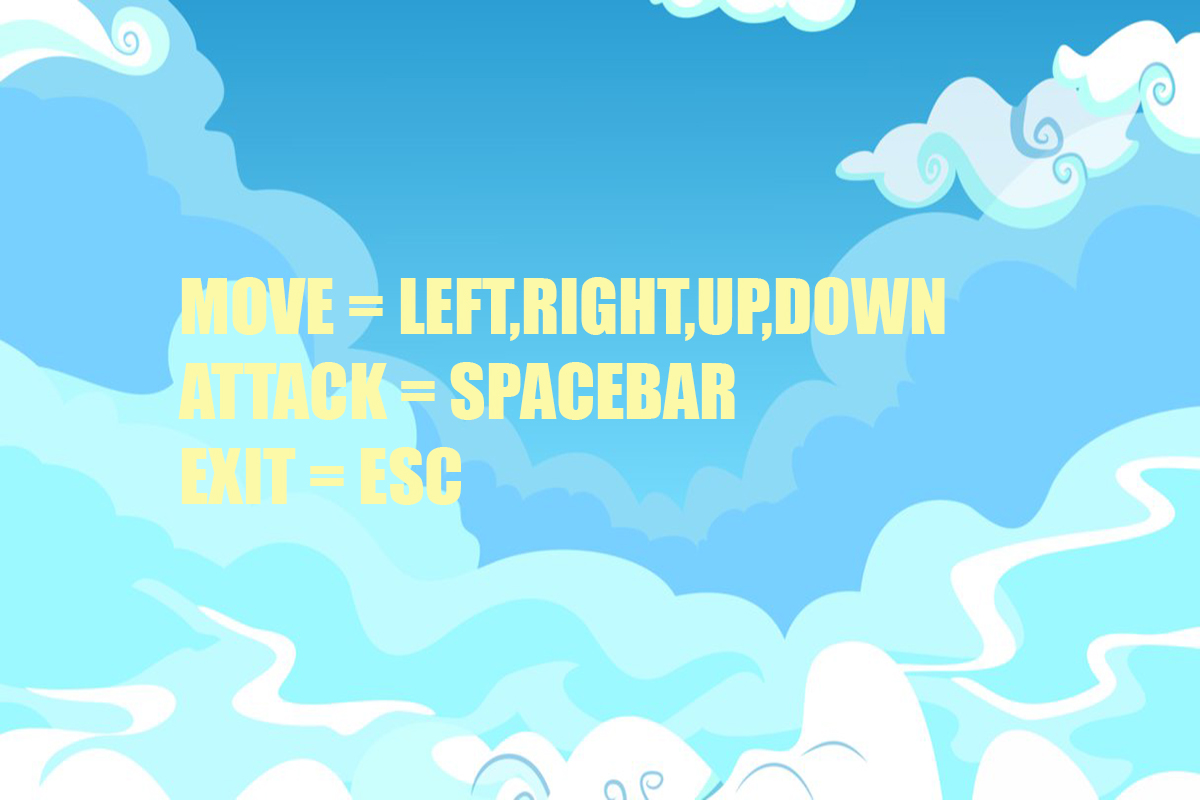 MOVE = LEFT,RIGHT,UP,DOWN
ATTACK = SPACEBAR
EXIT = ESC